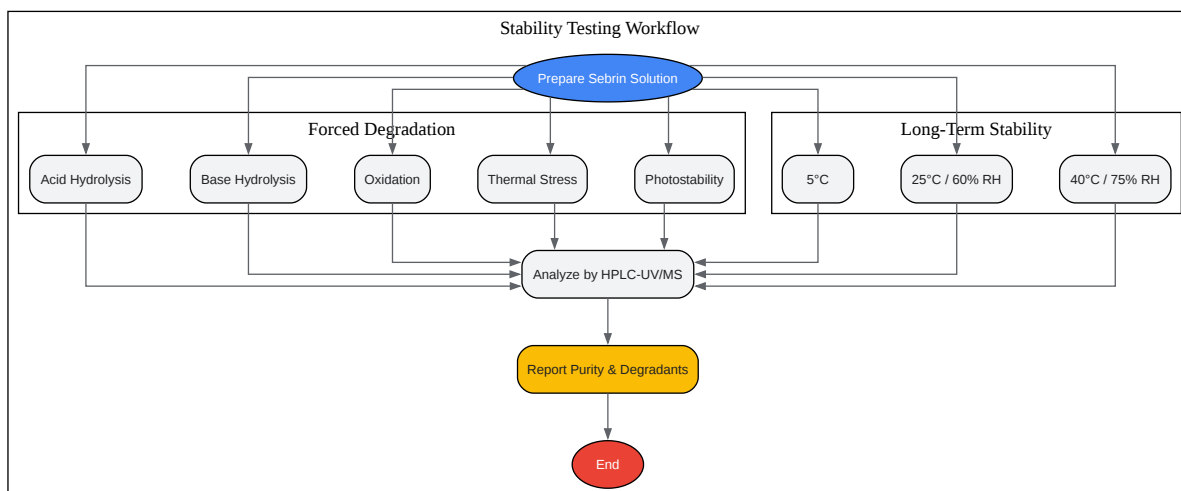 Stability Testing Workflow
Prepare Sebrin Solution
Forced Degradation
Long-Term Stability
Acid Hydrolysis
Base Hydrolysis
Oxidation
Thermal Stress
Photostability
5°C
25°C / 60% RH
40°C / 75% RH
Analyze by HPLC-UV/MS
Report Purity & Degradants
End